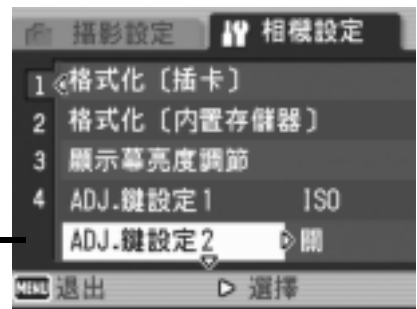 攝影設定 相機設定
1 格式化〔插卡〕
2 格式化〔内置存儲器〕
3 顯示幕亮度調節
4 ADJ.鍵設定1 ISO
ADJ.鍵設定2 關
MENU 退出 選擇